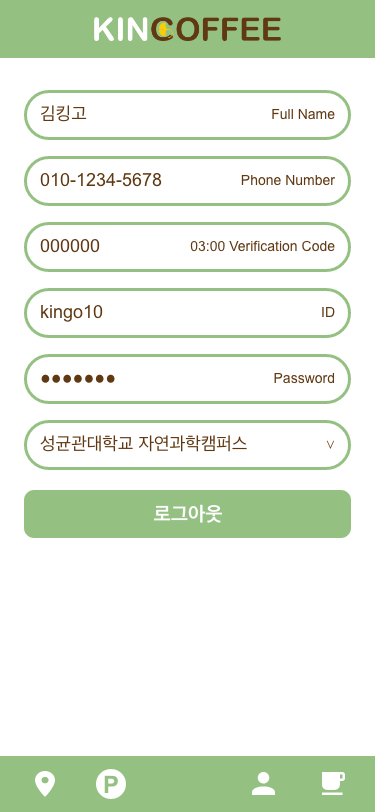 KINGCOFFEE
김킹고 Full Name
010-1234-5678 Phone Number
000000 03:00 Verification Code
kingo10 ID
●●●●●●● Password
성균관대학교 자연과학캠퍼스 ∨
로그아웃
P